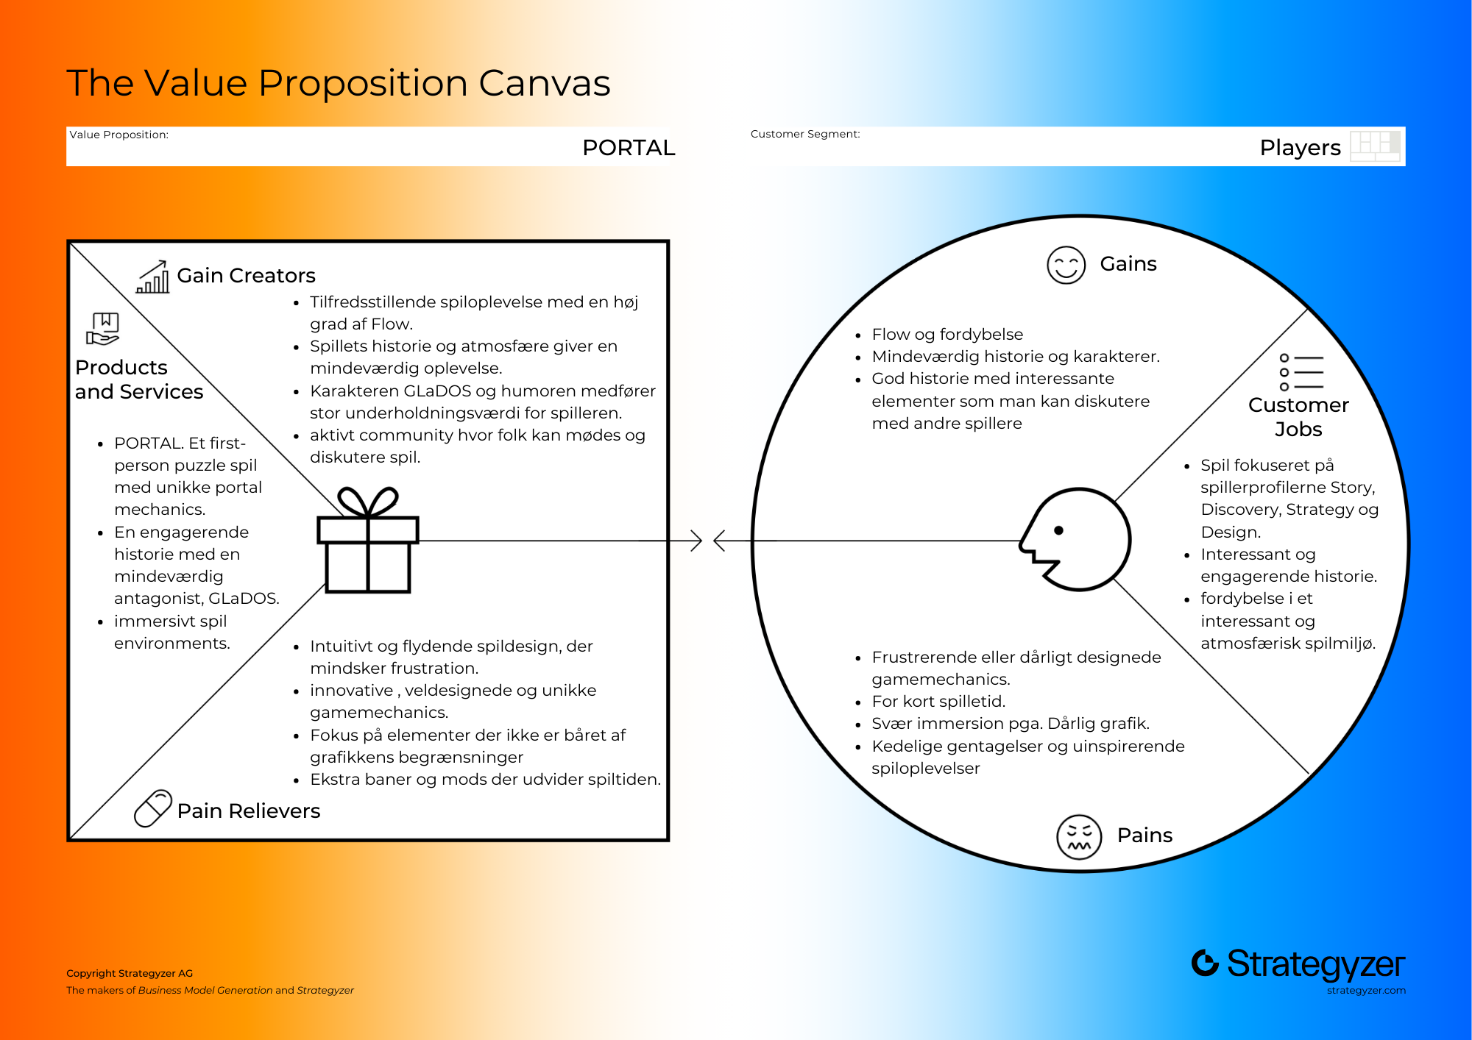 The Value Proposition Canvas
Value Proposition:
PORTAL
Customer Segment:
Players
Gain Creators
• Tilfredsstillende spiloplevelse med en høj
grad af Flow.
• Spillets historie og atmosfære giver en
mindeværdig oplevelse.
• Karakteren GLaDOS og humoren medfører
stor underholdningsværdi for spilleren.
• aktivt community hvor folk kan mødes og
diskutere spil.
Products
and Services
• PORTAL. Et first-
person puzzle spil
med unikke portal
mechanics.
• En engagerende
historie med en
mindeværdig
antagonist, GLaDOS.
• immersivt spil
environments.
• Intuitivt og flydende spildesign, der
mindsker frustration.
• innovative , veldesignede og unikke
gamemechanics.
• Fokus på elementer der ikke er båret af
grafikkens begrænsninger
• Ekstra baner og mods der udvider spiltiden.
Pain Relievers
Gains
• Flow og fordybelse
• Mindeværdig historie og karakterer.
• God historie med interessante
elementer som man kan diskutere
med andre spillere
Customer
Jobs
• Spil fokuseret på
spillerprofilerne Story,
Discovery, Strategy og
Design.
• Interessant og
engagerende historie.
• fordybelse i et
interessant og
atmosfærisk spilmiljø.
• Frustrerende eller dårligt designede
gamemechanics.
• For kort spilletid.
• Svær immersion pga. Dårlig grafik.
• Kedelige gentagelser og uinspirerende
spiloplevelser
Pains
Copyright Strategyzer AG
The makers of Business Model Generation and Strategyzer
Strategyzer
strategyzer.com